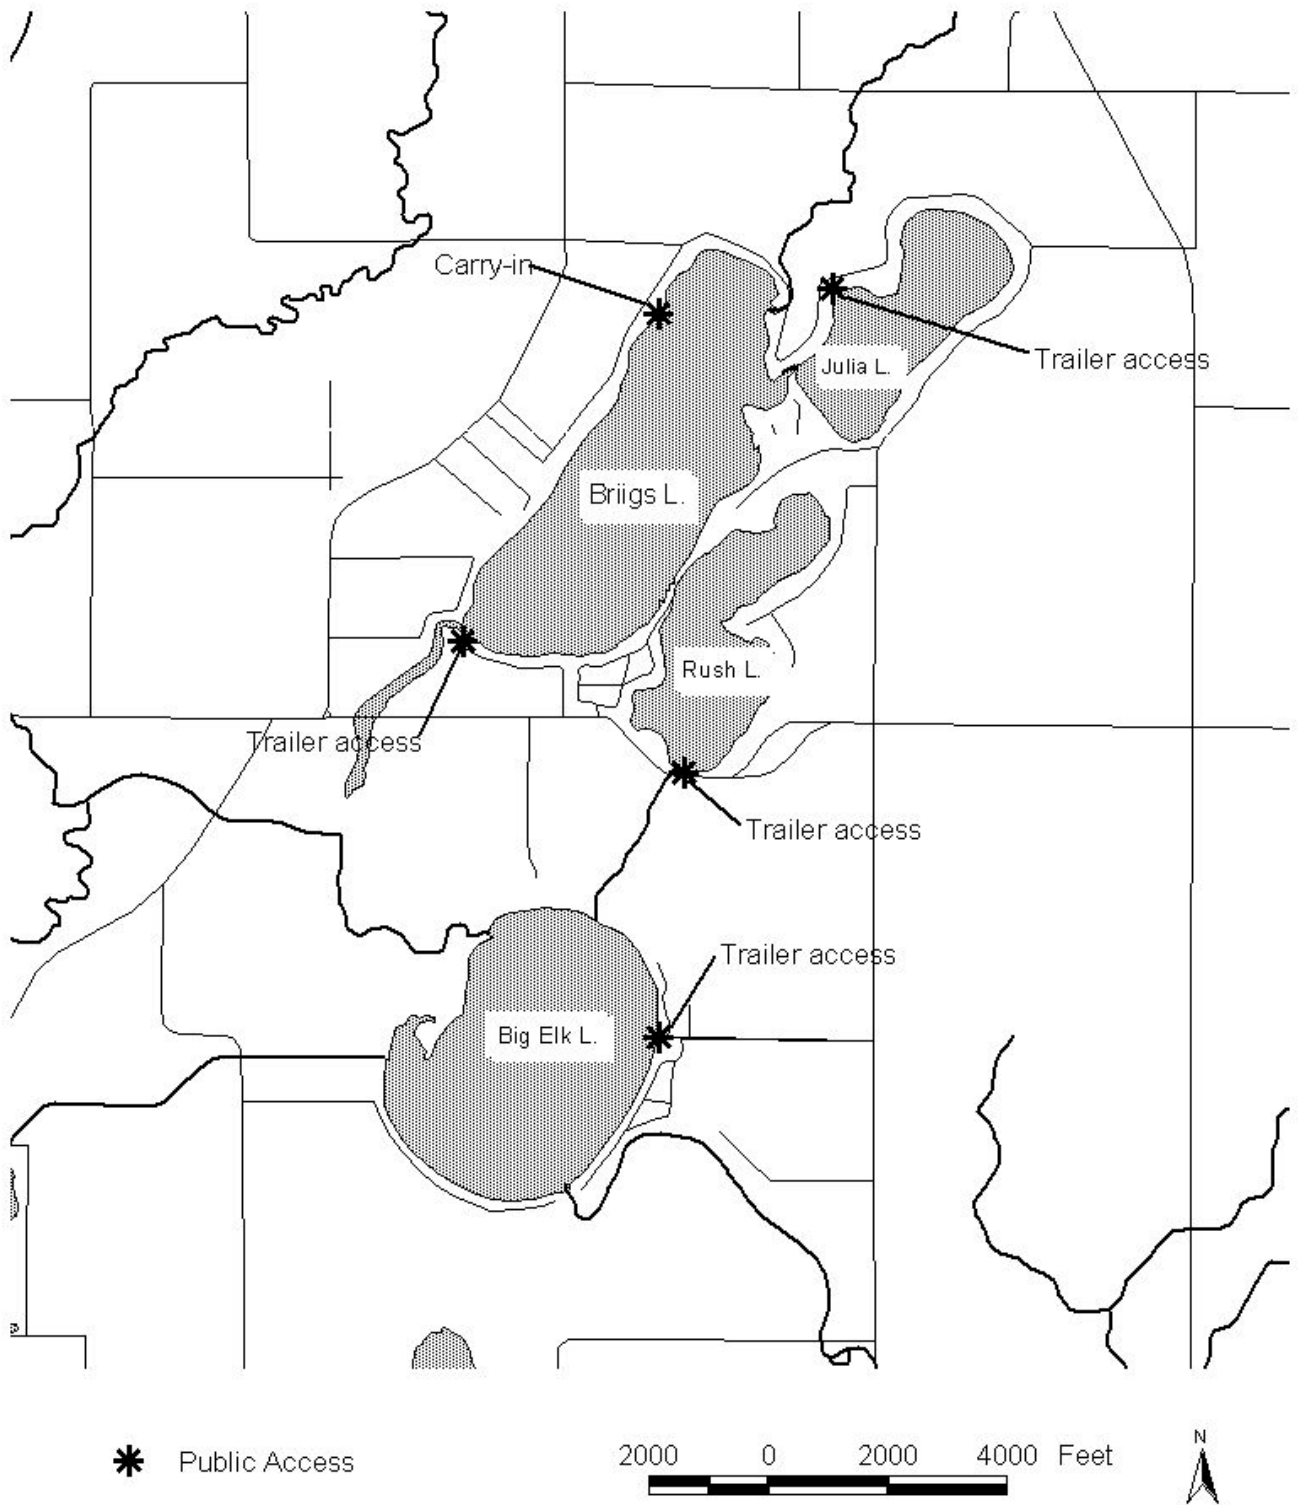 Carry-in
Trailer access
Julia L.
Briigs L.
Rush L.
Trailer access
Trailer access
Trailer access
Big Elk L.
Public Access
2000 0 2000 4000 Feet
N